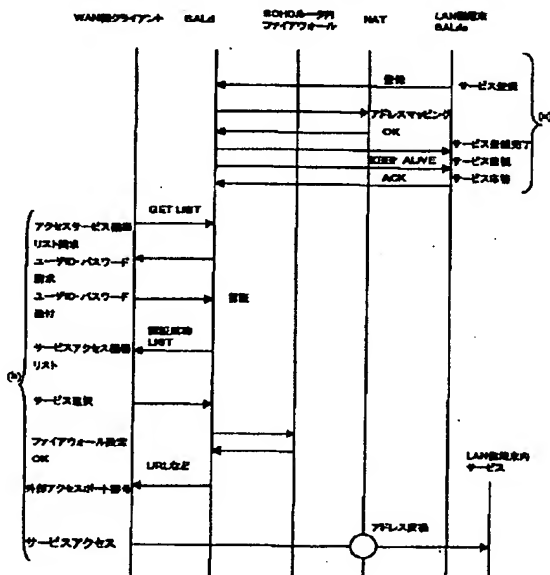 WAN側クライアント
SALd
SOHOルータ内
ファイアウォール
NAT
LAN側端末
SALdc
登録
サービス登録
アドレスマッピング
OK
サービス登録完了
KEEP ALIVE
サービス監視
ACK
サービス応答
(a)
GET LIST
アクセスサービス
リスト請求
ユーザID・パスワード
請求
ユーザID・パスワード
送付
認証
認証成功
LIST
サービスアクセス
リスト
(b)
サービス選択
ファイアウォール設定
OK
URLなど
外部アクセスポート番号
LAN側端末内
サービス
アドレス変換
サービスアクセス